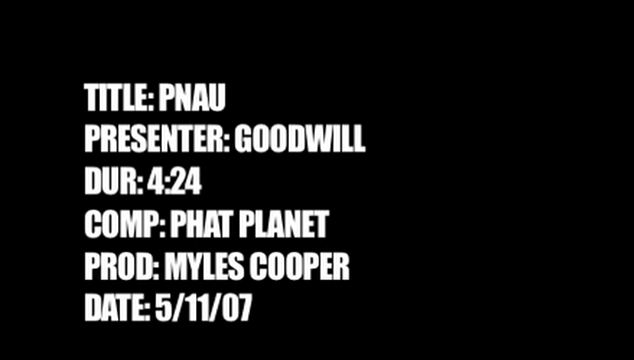 TITLE: PNAU
PRESENTER: GOODWILL
DUR: 4:24
COMP: PHAT PLANET
PROD: MYLES COOPER
DATE: 5/11/07